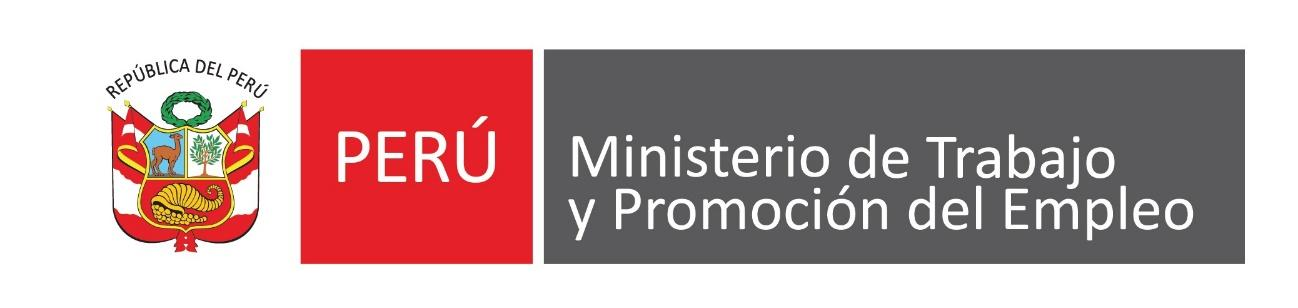 REPÚBLICA DEL PERÚ
PERÚ
Ministerio de Trabajo
y Promoción del Empleo